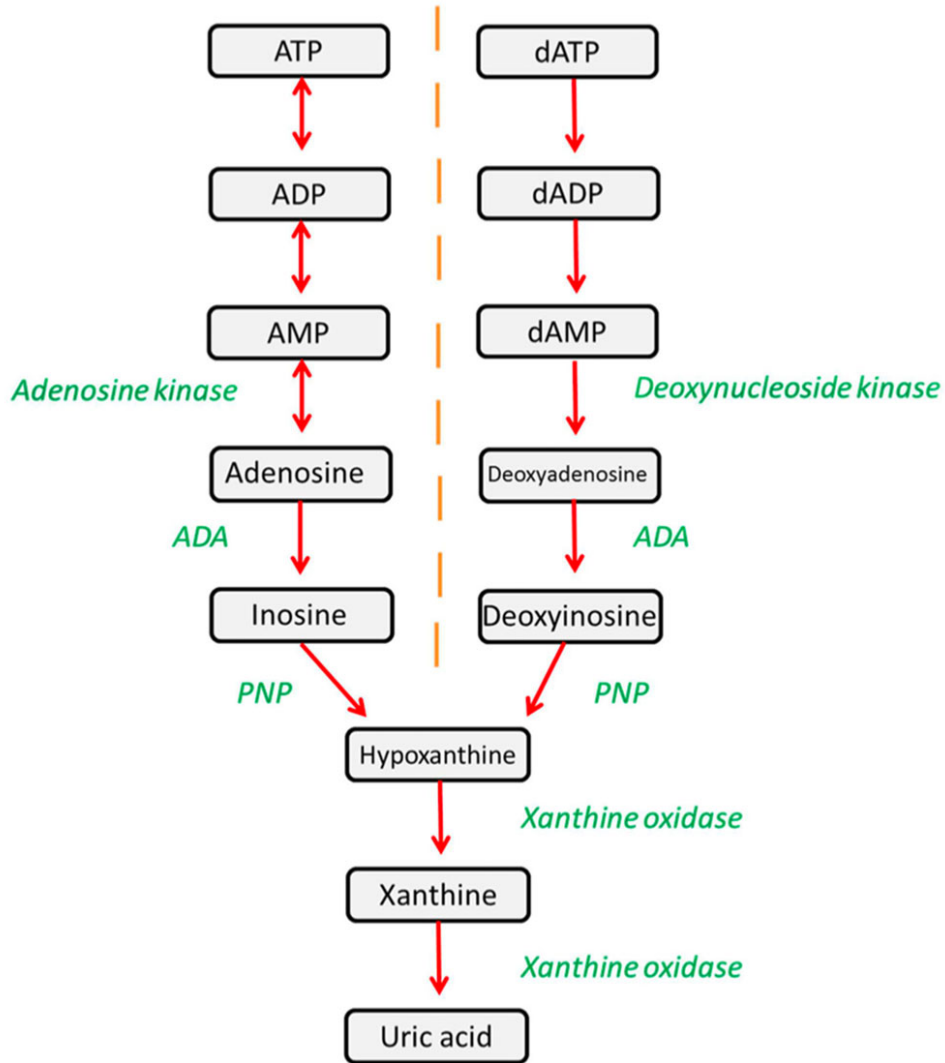 ATP
dATP
ADP
dADP
AMP
dAMP
Adenosine kinase
Deoxynucleoside kinase
Adenosine
Deoxyadenosine
ADA
ADA
Inosine
Deoxyinosine
PNP
PNP
Hypoxanthine
Xanthine oxidase
Xanthine
Xanthine oxidase
Uric acid